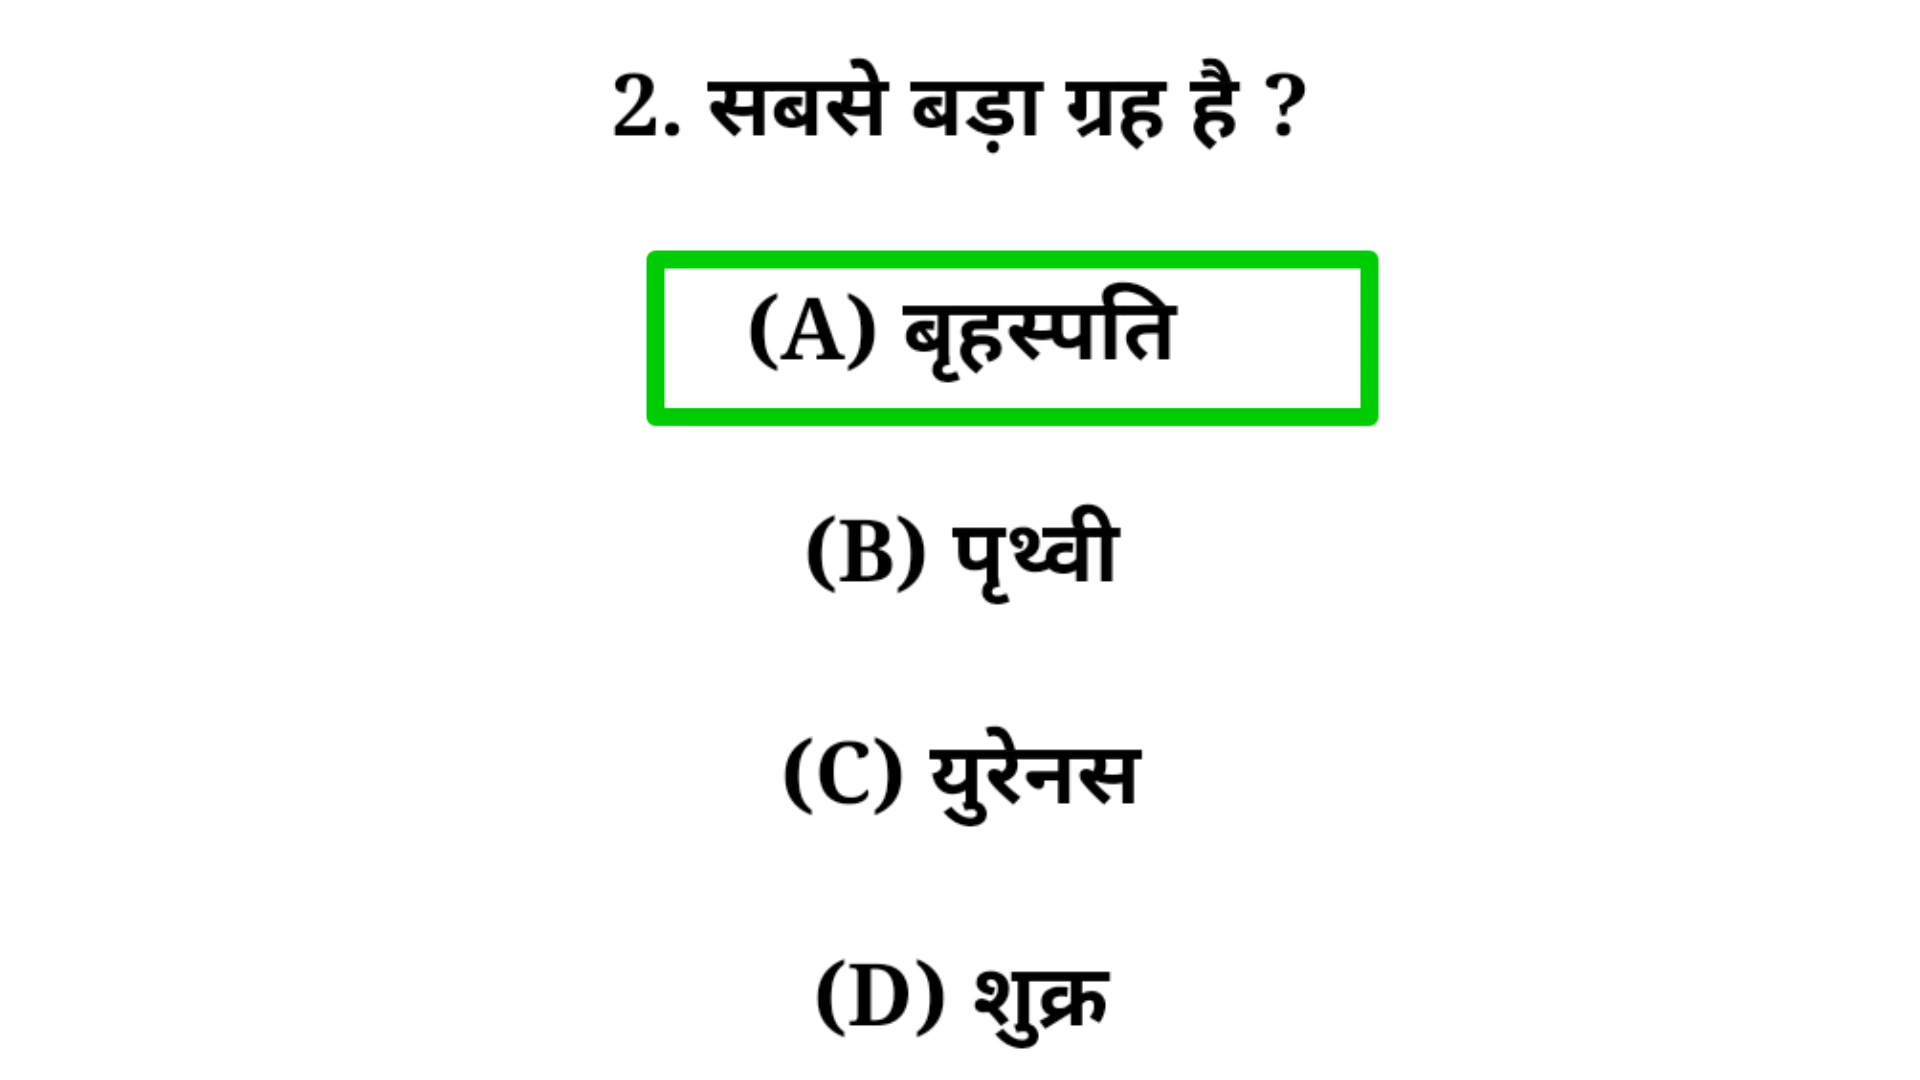 2. सबसे बड़ा ग्रह है ?
(A) बृहस्पति
(B) पृथ्वी
(C) युरेनस
(D) शुक्र